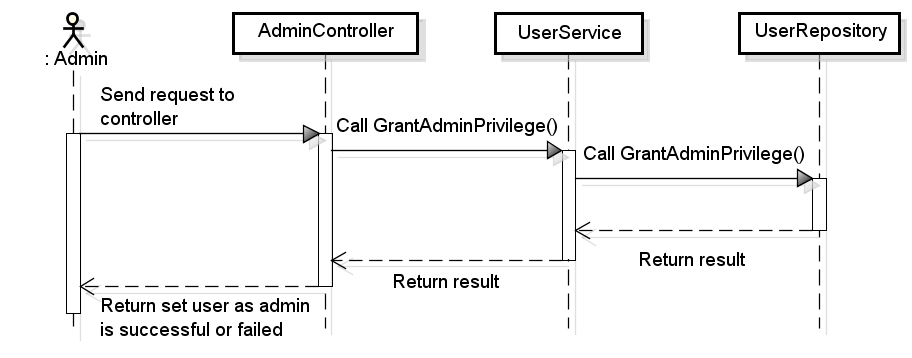 AdminController
UserService
UserRepository
: Admin
Send request to
controller
Call GrantAdminPrivilege()
Call GrantAdminPrivilege()
Return result
Return result
Return set user as admin
is successful or failed